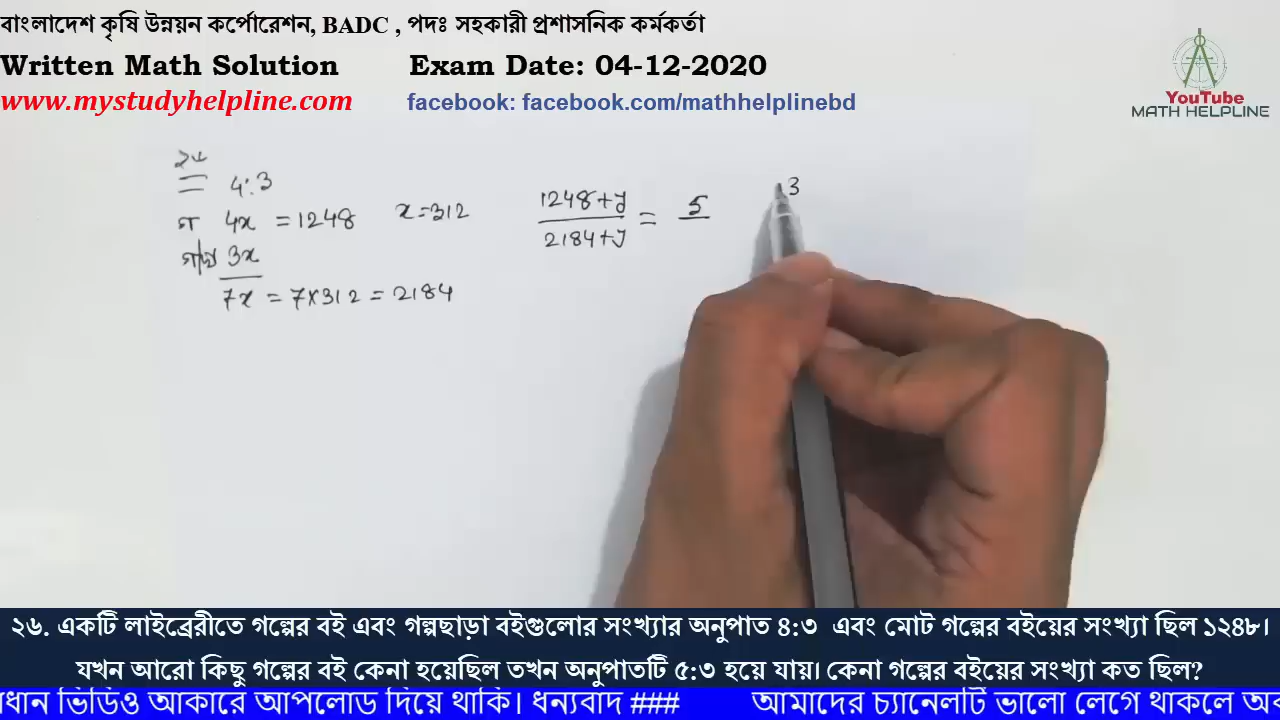 বাংলাদেশ কৃষি উন্নয়ন কর্পোরেশন, BADC , পদঃ সহকারী প্রশাসনিক কর্মকর্তা
Written Math Solution Exam Date: 04-12-2020
www.mystudyhelpline.com facebook: facebook.com/mathhelplinebd
YouTube
MATH HELPLINE
4:3
4x = 1248 x=312
3x
7x = 7x312 = 2184
1248+y
2184+y
= 5
3
২৬. একটি লাইব্রেরীতে গল্পের বই এবং গল্পছাড়া বইগুলোর সংখ্যার অনুপাত ৪:৩ এবং মোট গল্পের বইয়ের সংখ্যা ছিল ১২৪৮।
যখন আরো কিছু গল্পের বই কেনা হয়েছিল তখন অনুপাতটি ৫:৩ হয়ে যায়। কেনা গল্পের বইয়ের সংখ্যা কত ছিল?
ধান ভিডিও আকারে আপলোড দিয়ে থাকি। ধন্যবাদ ### আমাদের চ্যানেলটি ভালো লেগে থাকলে